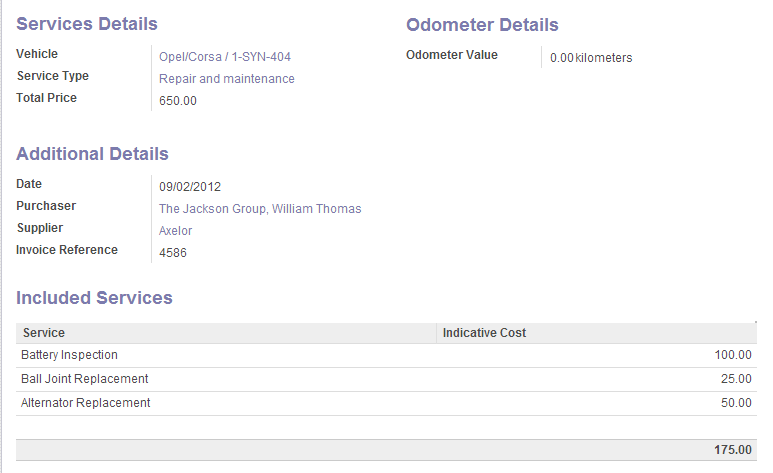 Services Details
Vehicle Opel/Corsa / 1-SYN-404
Service Type Repair and maintenance
Total Price 650.00
Odometer Details
Odometer Value 0.00kilometers
Additional Details
Date 09/02/2012
Purchaser The Jackson Group, William Thomas
Supplier Axelor
Invoice Reference 4586
Included Services
Service Indicative Cost
Battery Inspection 100.00
Ball Joint Replacement 25.00
Alternator Replacement 50.00
175.00